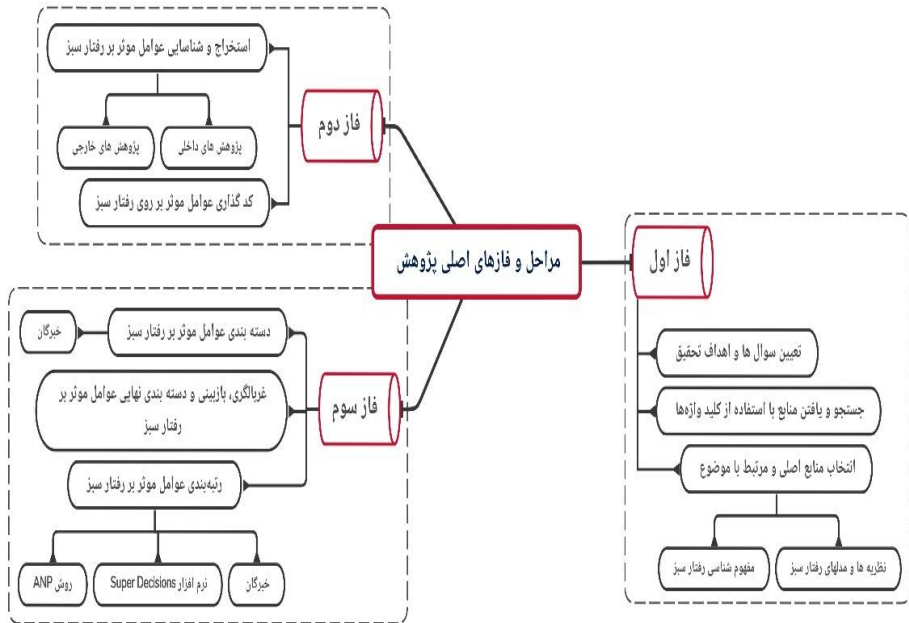 مراحل و فازهای اصلی پژوهش
فاز اول
تعیین سوال ها و اهداف تحقیق
جستجو و یافتن منابع با استفاده از کلید واژه‌ها
انتخاب منابع اصلی و مرتبط با موضوع
نظریه ها و مدلهای رفتار سبز
مفهوم شناسی رفتار سبز
فاز دوم
استخراج و شناسایی عوامل موثر بر رفتار سبز
پژوهش های داخلی
پژوهش های خارجی
کد گذاری عوامل موثر بر روی رفتار سبز
فاز سوم
دسته بندی عوامل موثر بر رفتار سبز
خبرگان
غربالگری، بازبینی و دسته بندی نهایی عوامل موثر بر
رفتار سبز
رتبه‌بندی عوامل موثر بر رفتار سبز
خبرگان
نرم افزار Super Decisions
روش ANP